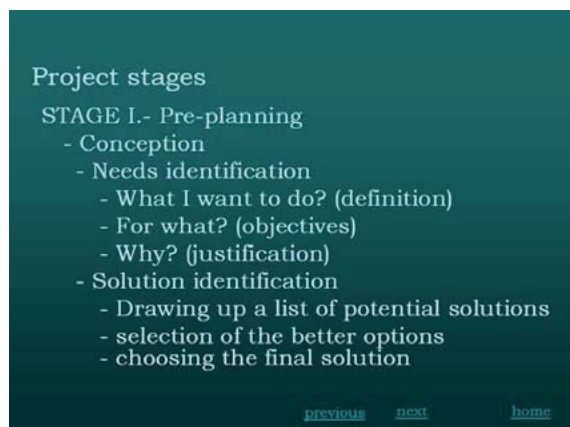 Project stages
STAGE I.- Pre-planning
- Conception
- Needs identification
- What I want to do? (definition)
- For what? (objectives)
- Why? (justification)
- Solution identification
- Drawing up a list of potential solutions
- selection of the better options
- choosing the final solution
previous next home